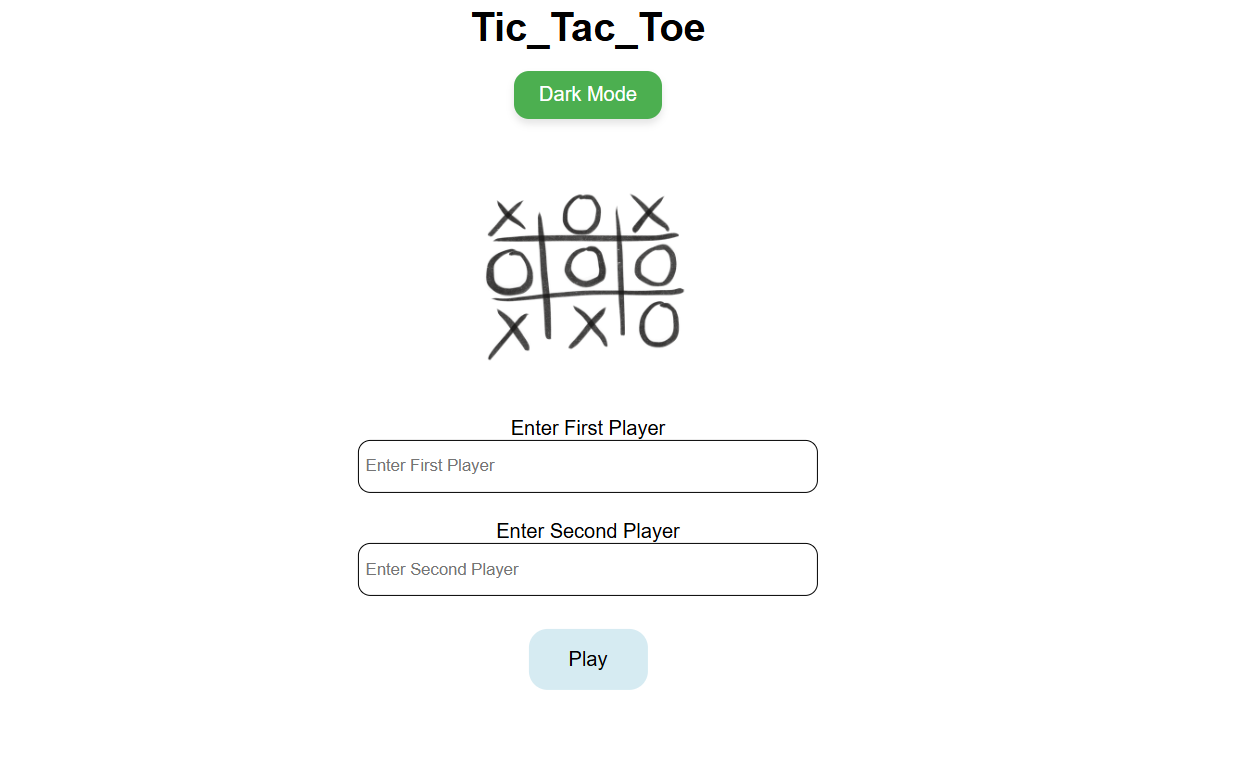 Tic_Tac_Toe
Dark Mode
X O X
O O O
X X O
Enter First Player
Enter First Player
Enter Second Player
Enter Second Player
Play